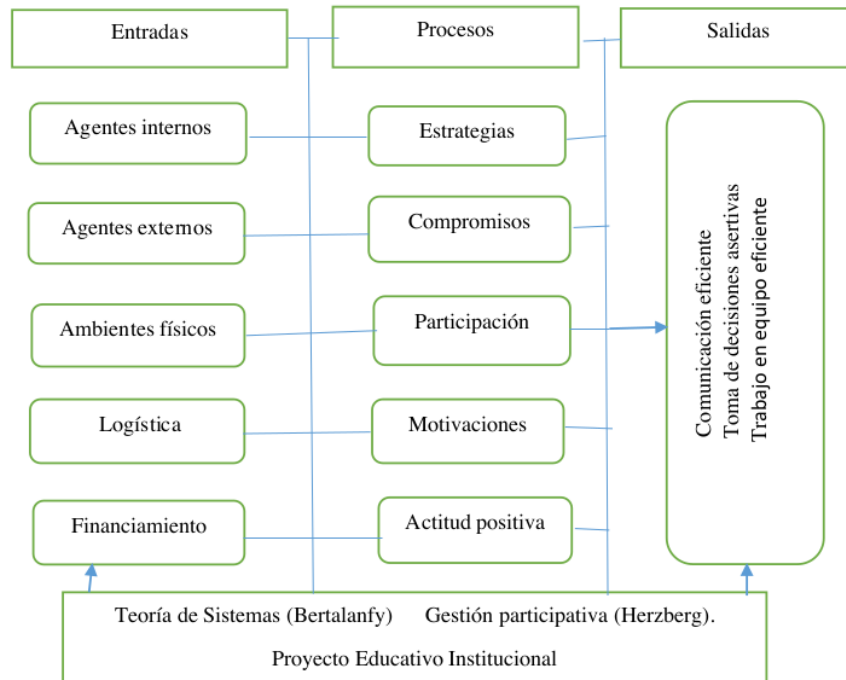 Entradas
Procesos
Salidas
Agentes internos
Estrategias
Agentes externos
Compromisos
Ambientes físicos
Participación
Logística
Motivaciones
Financiamiento
Actitud positiva
Comunicación eficiente
Toma de decisiones asertivas
Trabajo en equipo eficiente
Teoría de Sistemas (Bertalanfy) Gestión participativa (Herzberg).
Proyecto Educativo Institucional